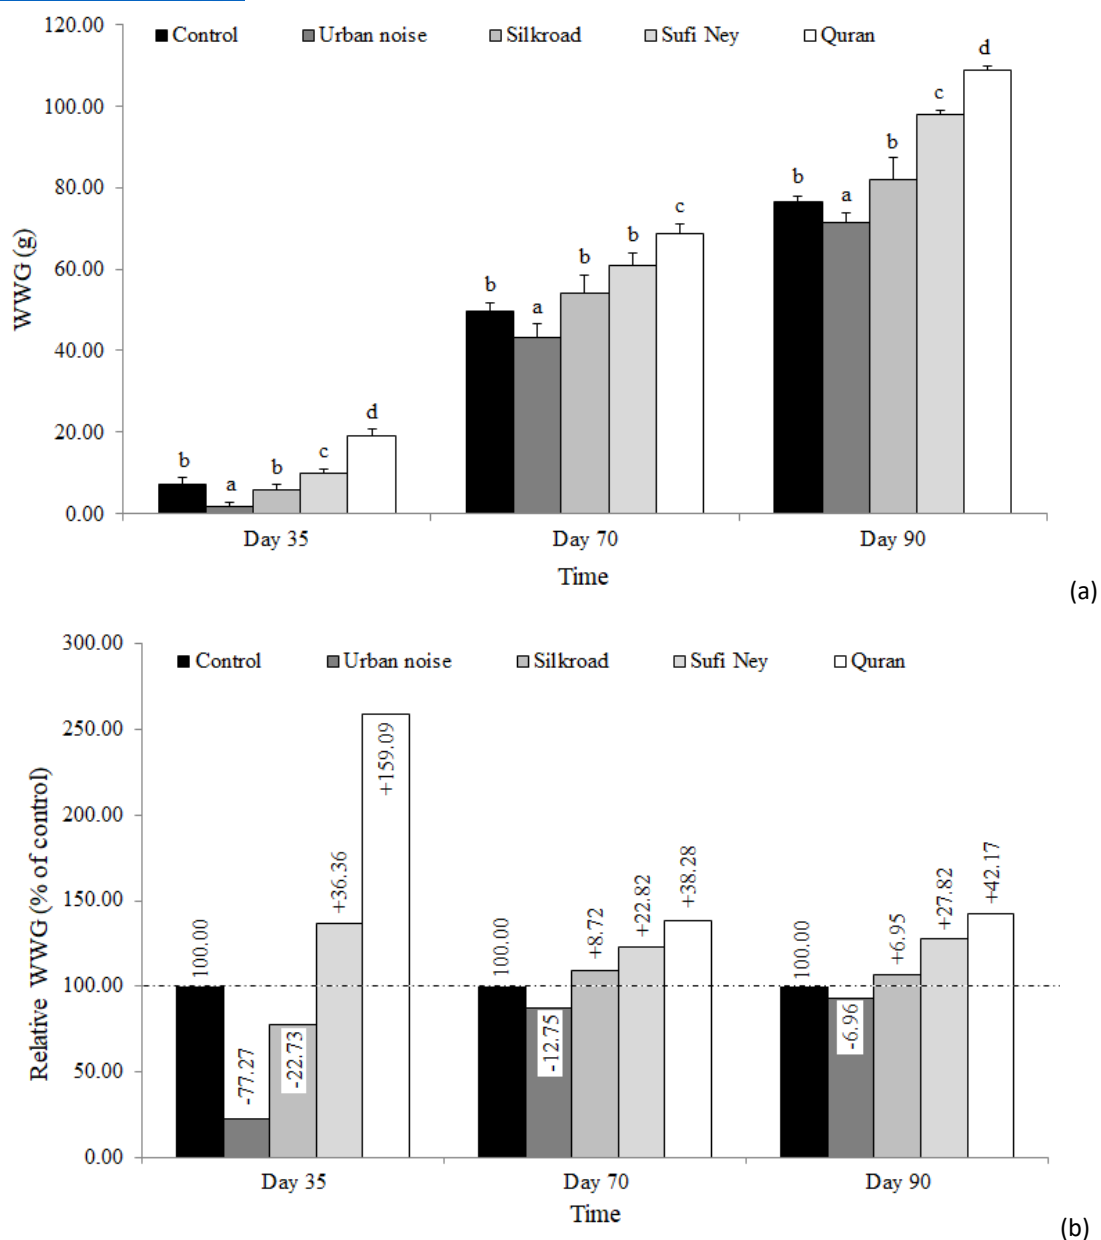 120.00
Control Urban noise Silkroad Sufi Ney Quran
100.00
80.00
60.00
40.00
20.00
0.00
WWG (g)
b a b c d
b a b b c
b a b c d
Day 35 Day 70 Day 90
Time
(a)
300.00
Control Urban noise Silkroad Sufi Ney Quran
250.00
200.00
150.00
100.00
50.00
0.00
Relative WWG (% of control)
100.00 -77.27 -22.73 +36.36 +159.09
100.00 -12.75 +8.72 +22.82 +38.28
100.00 -6.96 +6.95 +27.82 +42.17
Day 35 Day 70 Day 90
Time
(b)